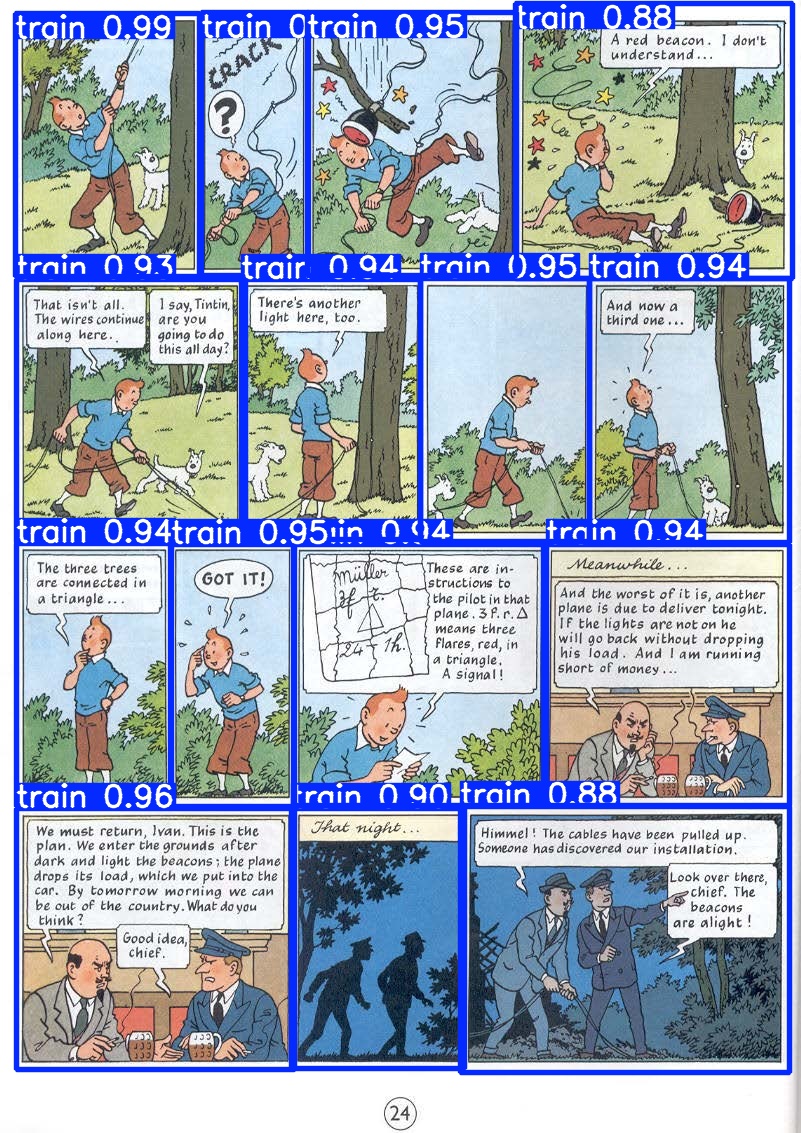 train 0.99
train 0
train 0.95
train 0.88
CRACK
?
A red beacon. I don't
understand...
train 0.93
train 0.94
train 0.95
train 0.94
That isn't all.
The wires continue
along here..
I say, Tintin,
are you
going to do
this all day?
There's another
light here, too.
And now a
third one...
train 0.94
train 0.95
0.94
train 0.94
The three trees
are connected in
a triangle...
GOT IT!
Müller
3 f. r.
△
24 - 1h.
These are in-
structions to
the pilot in that
plane. 3 f. r. △
means three
flares, red, in
a triangle.
A signal!
Meanwhile...
And the worst of it is, another
plane is due to deliver tonight.
If the lights are not on he
will go back without dropping
his load. And I am running
short of money...
train 0.96
train 0.90
train 0.88
We must return, Ivan. This is the
plan. We enter the grounds after
dark and light the beacons; the plane
drops its load, which we put into the
car. By tomorrow morning we can
be out of the country. What do you
think?
Good idea,
chief.
That night...
Himmel! The cables have been pulled up.
Someone has discovered our installation.
Look over there,
chief. The
beacons
are alight!
24